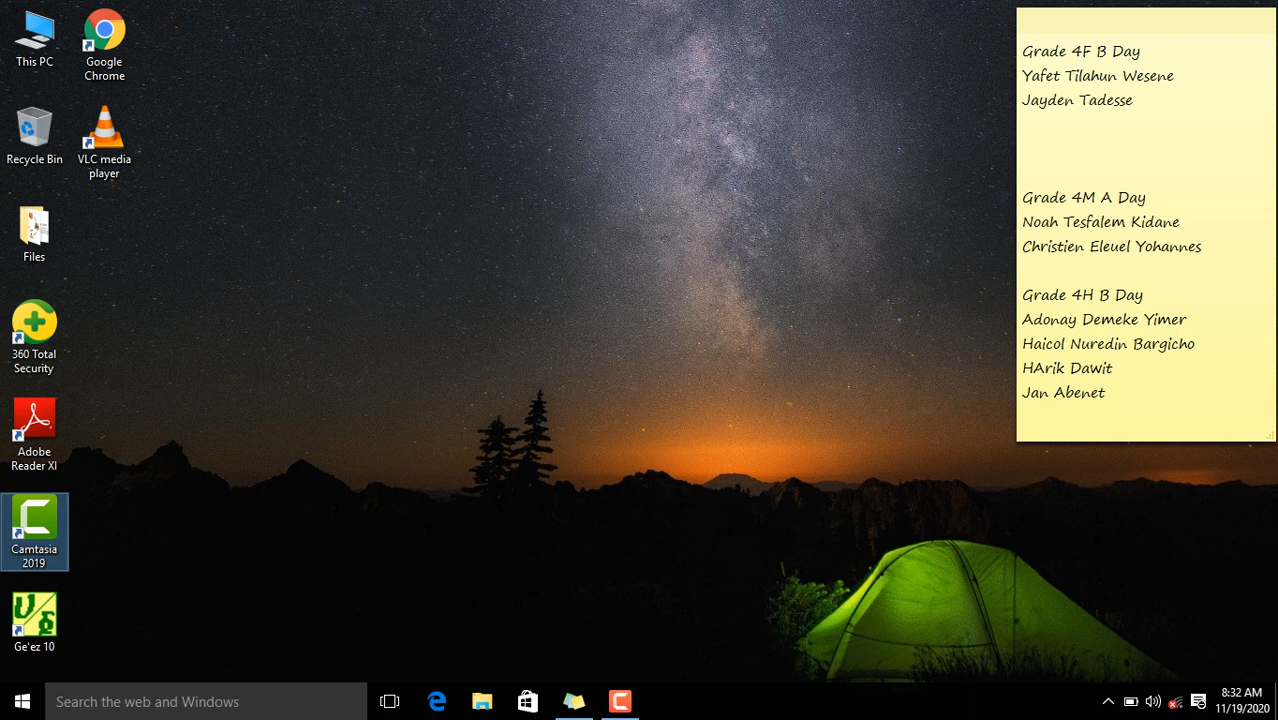 This PC
Google
Chrome
Recycle Bin
VLC media
player
Files
360 Total
Security
Adobe
Reader XI
Camtasia
2019
Ge'ez 10
Grade 4F B Day
Yafet Tilahun Wesene
Jayden Tadesse
Grade 4M A Day
Noah Tesfalem Kidane
Christien Eleuel Yohannes
Grade 4H B Day
Adonay Demeke Yimer
Haicol Nuredin Bargicho
HArik Dawit
Jan Abenet
Search the web and Windows
8:32 AM
11/19/2020